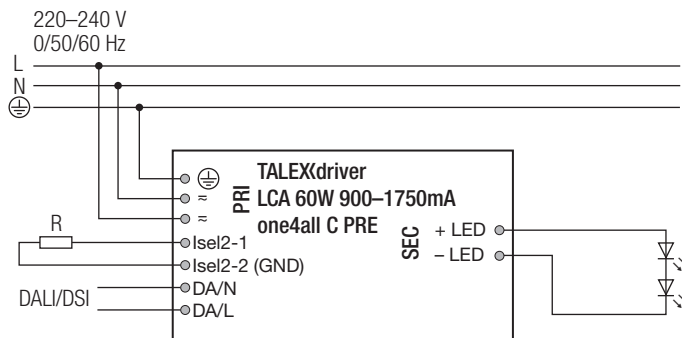 220–240 V
0/50/60 Hz
L
N
PRI
TALEXXdriver
LCA 60W 900–1750mA
one4all C PRE
≂
≂
R
Isel2-1
Isel2-2 (GND)
DALI/DSI
DA/N
DA/L
SEC
+ LED
– LED